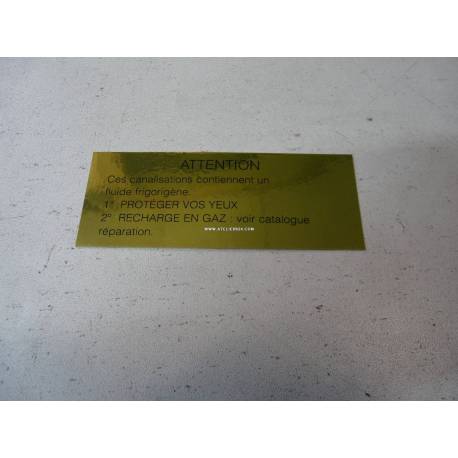 ATTENTION
Ces canalisations contiennent un
fluide frigorigène.
1° PROTÉGER VOS YEUX
2° RECHARGE EN GAZ : voir catalogue
réparation.